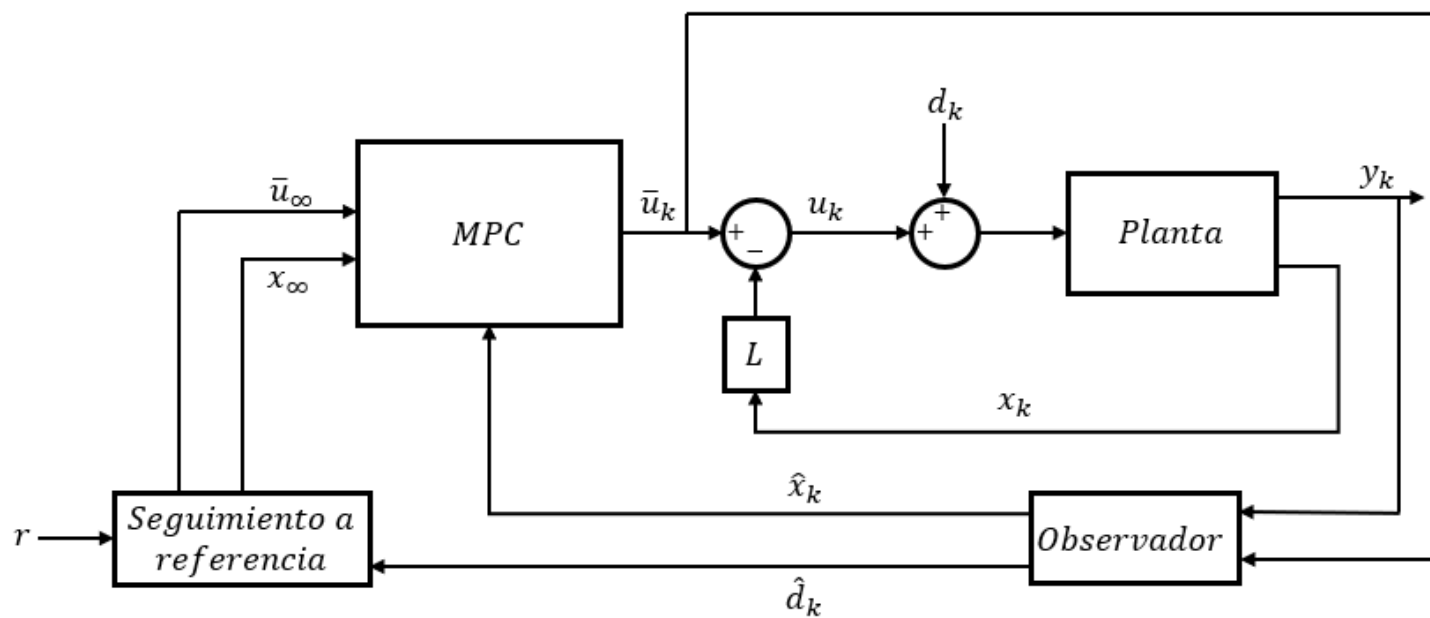 d_k
y_k
ū_∞
ū_k
u_k
+
MPC
+
+
Planta
−
x_∞
L
x_k
x̂_k
Seguimiento a
r
referencia
Observador
d̂_k